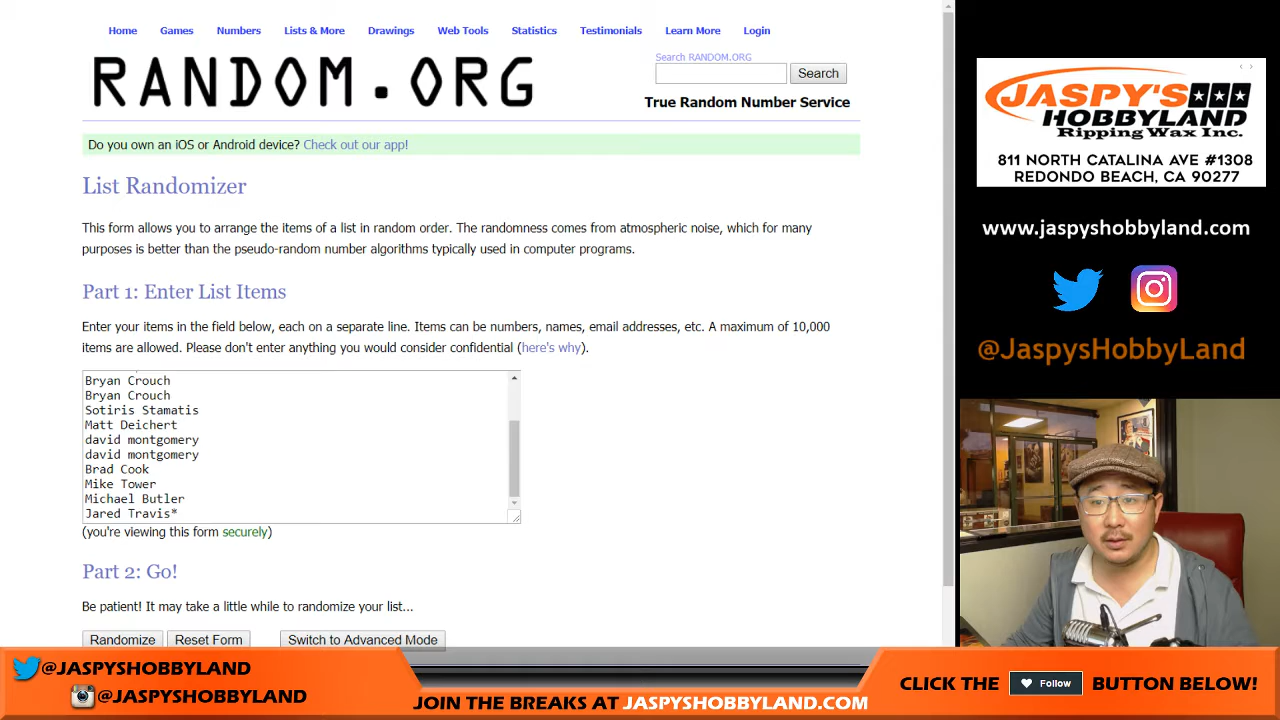 Home Games Numbers Lists & More Drawings Web Tools Statistics Testimonials Learn More Login
RANDOM.ORG
Search RANDOM.ORG
Search
True Random Number Service
Do you own an iOS or Android device? Check out our app!
List Randomizer
This form allows you to arrange the items of a list in random order. The randomness comes from atmospheric noise, which for many
purposes is better than the pseudo-random number algorithms typically used in computer programs.
Part 1: Enter List Items
Enter your items in the field below, each on a separate line. Items can be numbers, names, email addresses, etc. A maximum of 10,000
items are allowed. Please don't enter anything you would consider confidential (here's why).
Bryan Crouch
Bryan Crouch
Sotiris Stamatis
Matt Deichert
david montgomery
david montgomery
Brad Cook
Mike Tower
Michael Butler
Jared Travis*
(you're viewing this form securely)
Part 2: Go!
Be patient! It may take a little while to randomize your list...
Randomize Reset Form Switch to Advanced Mode
JASPY'S
HOBBYLAND
Ripping Wax Inc.
811 NORTH CATALINA AVE #1308
REDONDO BEACH, CA 90277
www.jaspyshobbyland.com
@JaspysHobbyLand
@JASPYSHOBBYLAND
@JASPYSHOBBYLAND
JOIN THE BREAKS AT JASPYSHOBBYLAND.COM
CLICK THE Follow BUTTON BELOW!